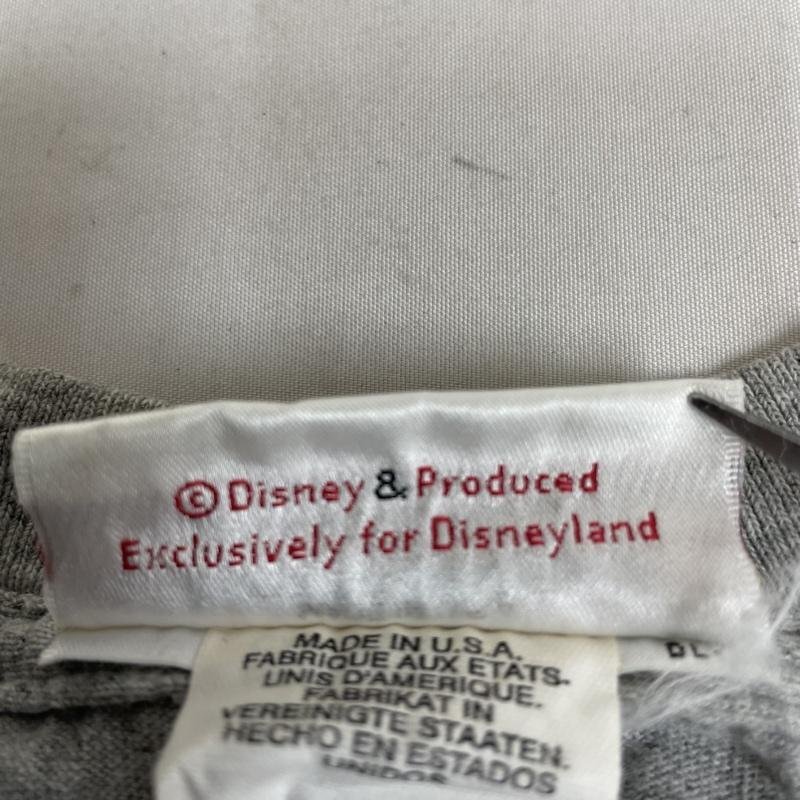 © Disney & Produced
Exclusively for Disneyland
MADE IN U.S.A.
FABRIQUE AUX ETATS-
UNIS D'AMERIQUE.
FABRIKAT IN
VEREINIGTE STAATEN.
HECHO EN ESTADOS
UNIDOS